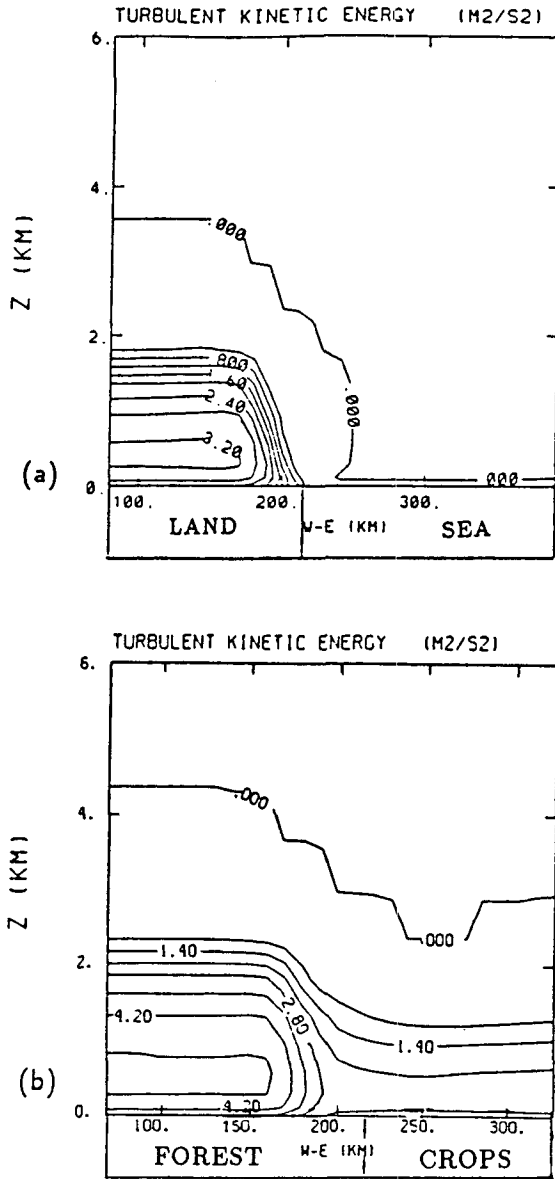 TURBULENT KINETIC ENERGY (M2/S2)
6.
4.
2.
0.
Z (KM)
.000
.800
.60
2.40
3.20
.000
.000
(a)
100. 200. 300.
LAND W-E (KM) SEA
TURBULENT KINETIC ENERGY (M2/S2)
6.
4.
2.
0.
Z (KM)
.000
.000
1.40
2.80
4.20
1.40
4.20
(b)
100. 150. 200. 250. 300.
FOREST W-E (KM) CROPS